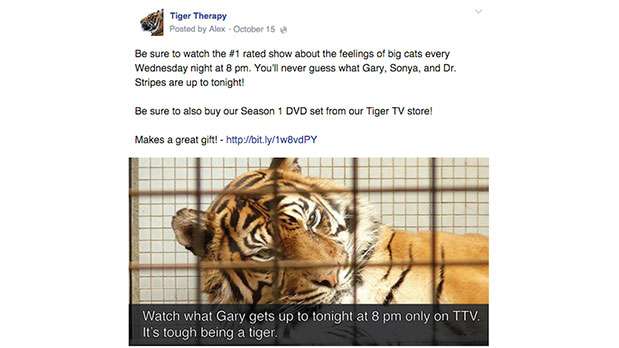 Tiger Therapy
Posted by Alex - October 15
Be sure to watch the #1 rated show about the feelings of big cats every
Wednesday night at 8 pm. You'll never guess what Gary, Sonya, and Dr.
Stripes are up to tonight!
Be sure to also buy our Season 1 DVD set from our Tiger TV store!
Makes a great gift! - http://bit.ly/1w8vdPY
Watch what Gary gets up to tonight at 8 pm only on TTV.
It's tough being a tiger.